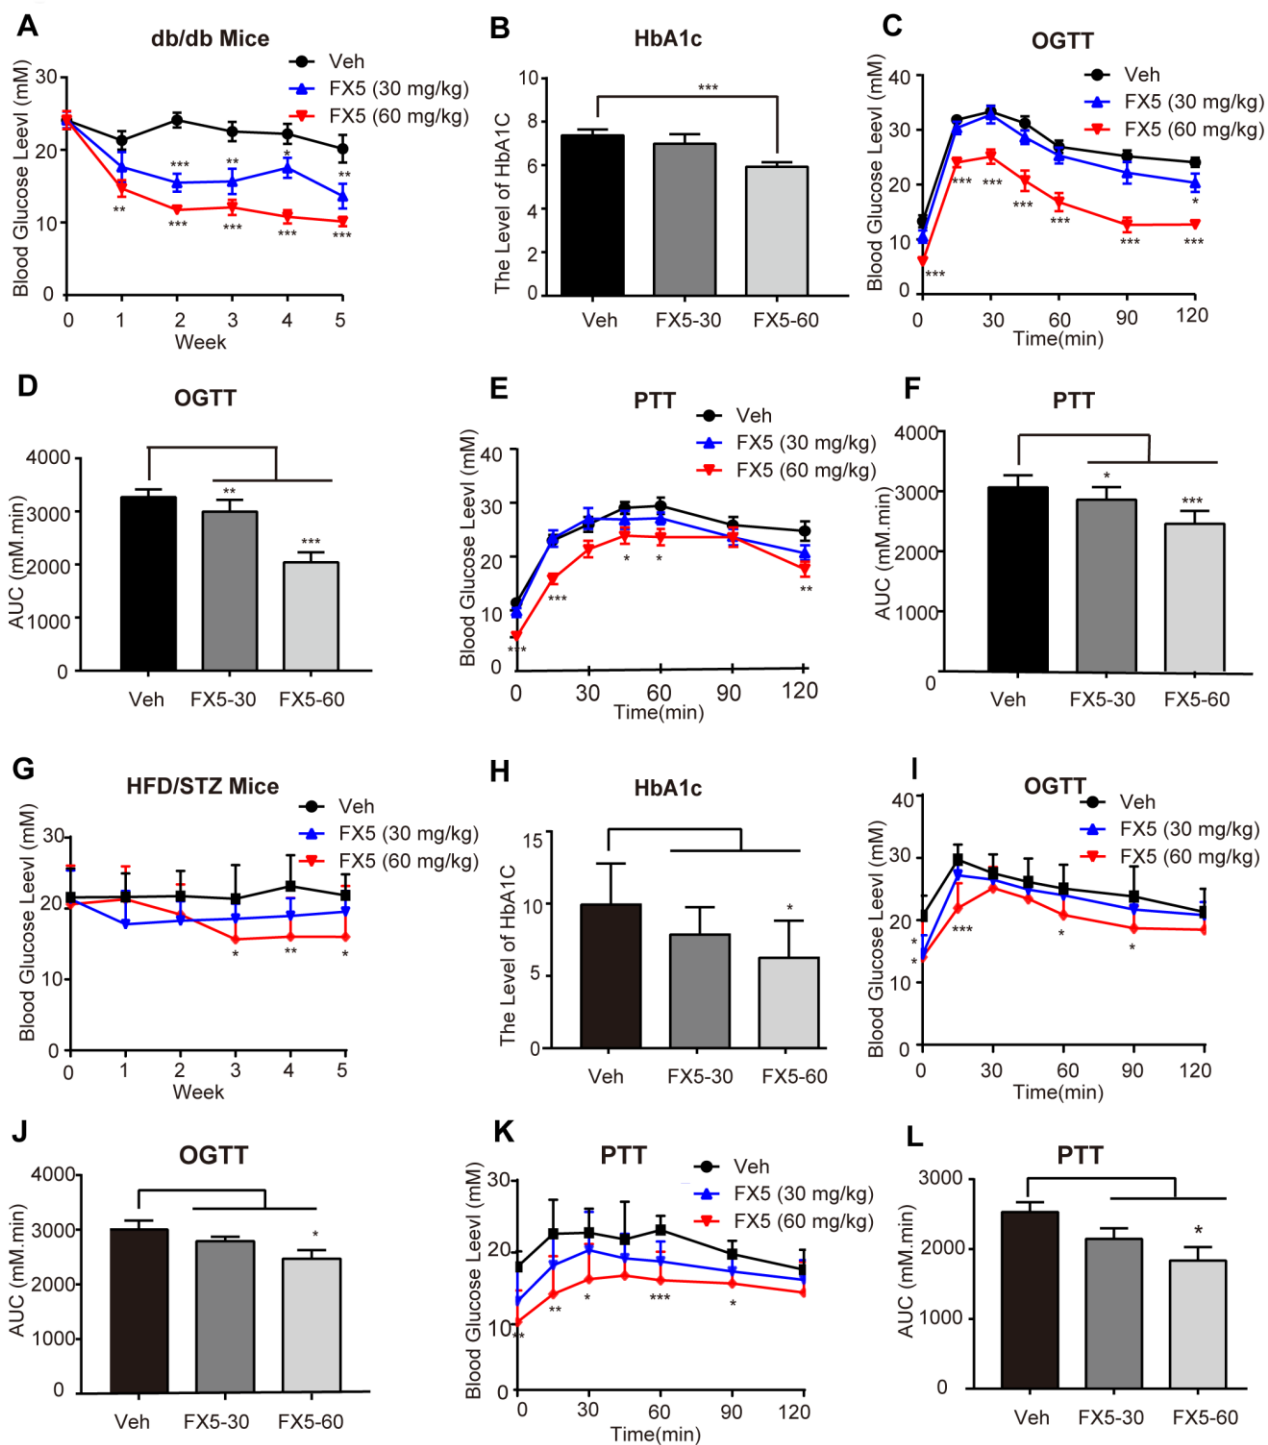 A
db/db Mice
Veh
FX5 (30 mg/kg)
FX5 (60 mg/kg)
Blood Glucose Leevl (mM)
30
20
10
0
***
**
*
**
**
***
***
***
***
0 1 2 3 4 5
Week
B
HbA1c
The Level of HbA1C
10
8
6
4
2
0
***
Veh FX5-30 FX5-60
C
OGTT
Veh
FX5 (30 mg/kg)
FX5 (60 mg/kg)
Blood Glucose Leevl (mM)
40
30
20
10
0
***
***
***
***
***
***
*
***
0 30 60 90 120
Time(min)
D
OGTT
AUC (mM.min)
4000
3000
2000
1000
0
**
***
Veh FX5-30 FX5-60
E
PTT
Veh
FX5 (30 mg/kg)
FX5 (60 mg/kg)
Blood Glucose Leevl (mM)
40
30
20
10
0
***
***
*
*
**
0 30 60 90 120
Time(min)
F
PTT
AUC (mM.min)
4000
3000
2000
1000
0
*
***
Veh FX5-30 FX5-60
G
HFD/STZ Mice
Veh
FX5 (30 mg/kg)
FX5 (60 mg/kg)
Blood Glucose Leevl (mM)
30
20
10
0
*
**
*
0 1 2 3 4 5
Week
H
HbA1c
The Level of HbA1C
15
10
5
0
*
Veh FX5-30 FX5-60
I
OGTT
Veh
FX5 (30 mg/kg)
FX5 (60 mg/kg)
Blood Glucose Leevl (mM)
40
30
20
10
0
*
*
***
*
*
0 30 60 90 120
Time(min)
J
OGTT
AUC (mM.min)
4000
3000
2000
1000
0
*
Veh FX5-30 FX5-60
K
PTT
Veh
FX5 (30 mg/kg)
FX5 (60 mg/kg)
Blood Glucose Leevl (mM)
30
20
10
0
**
**
*
***
*
0 30 60 90 120
Time(min)
L
PTT
AUC (mM.min)
3000
2000
1000
0
*
Veh FX5-30 FX5-60